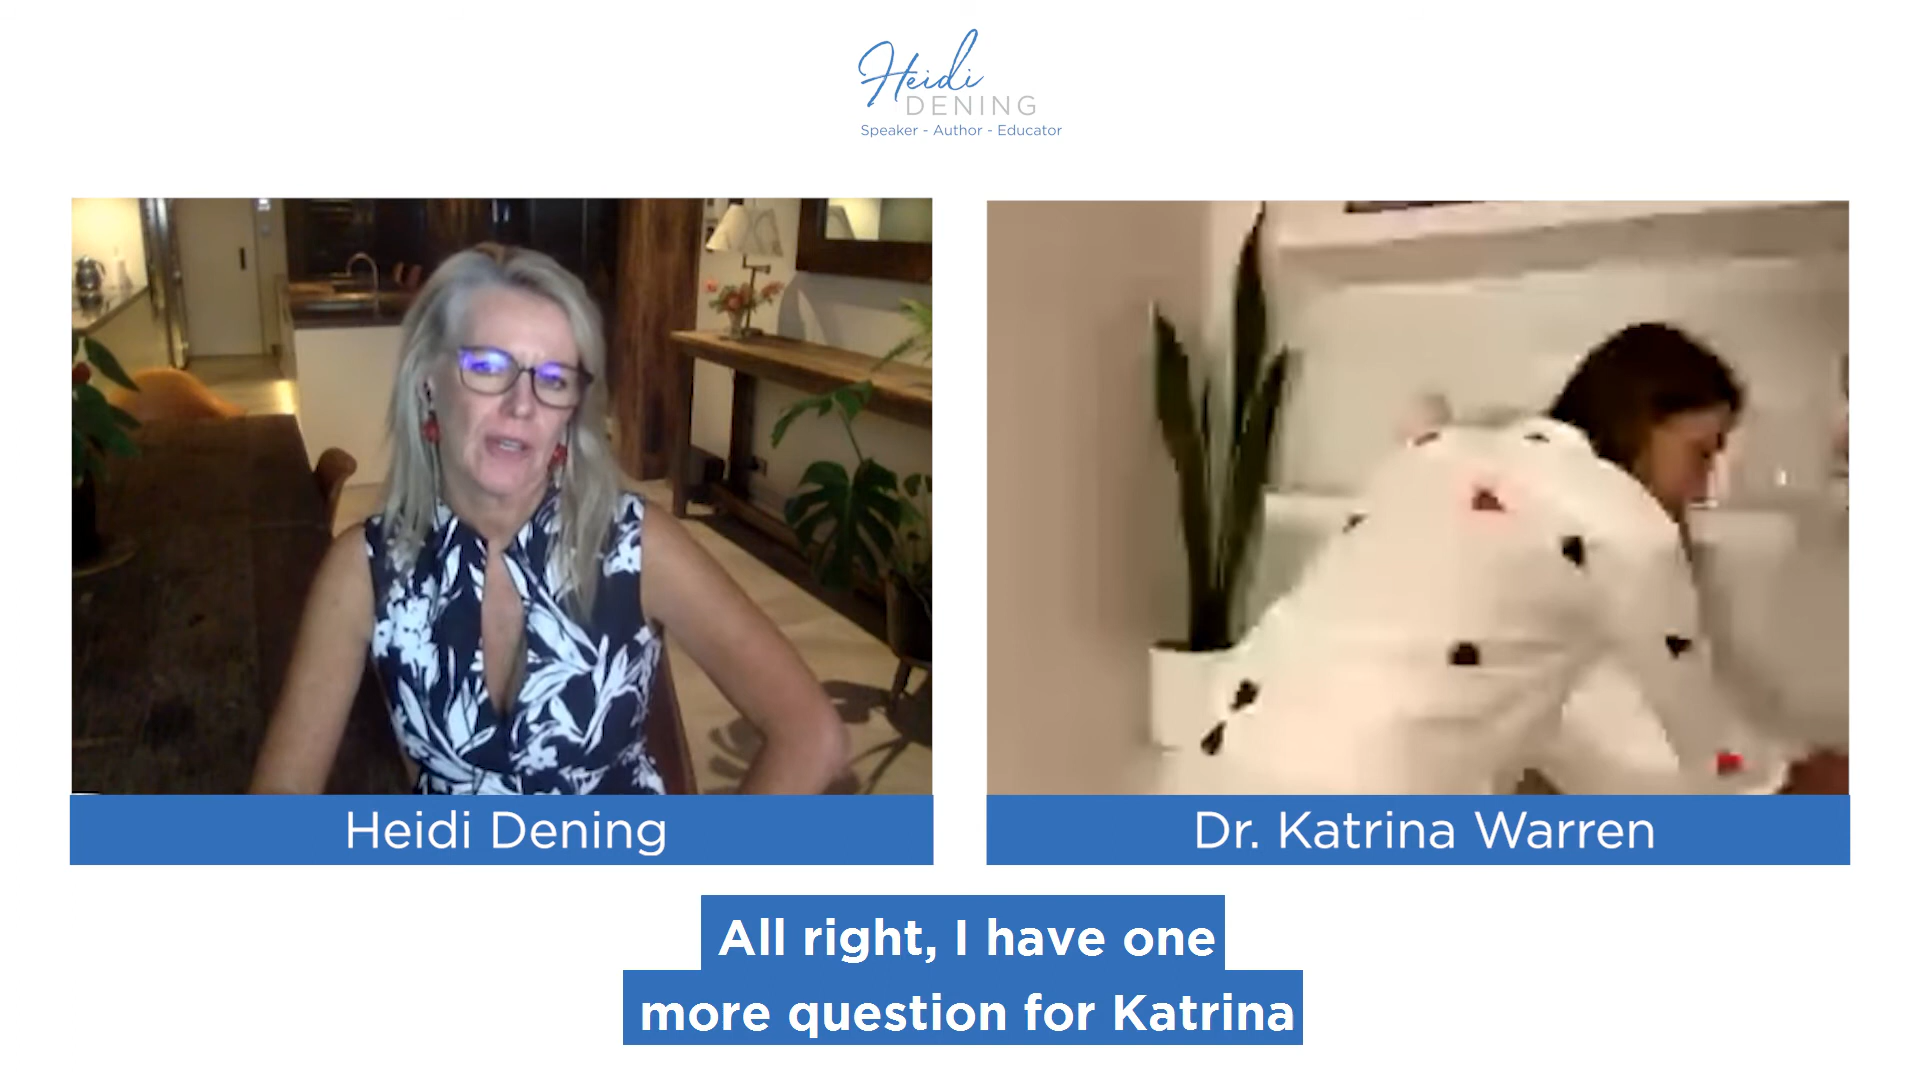 Heidi
DENING
Speaker - Author - Educator
Heidi Dening
Dr. Katrina Warren
All right, I have one
more question for Katrina